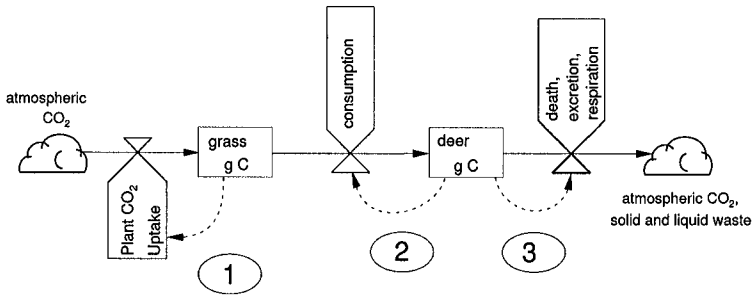 atmospheric
CO₂
Plant CO₂
Uptake
grass
g C
consumption
deer
g C
death,
excretion,
respiration
atmospheric CO₂,
solid and liquid waste
1
2
3